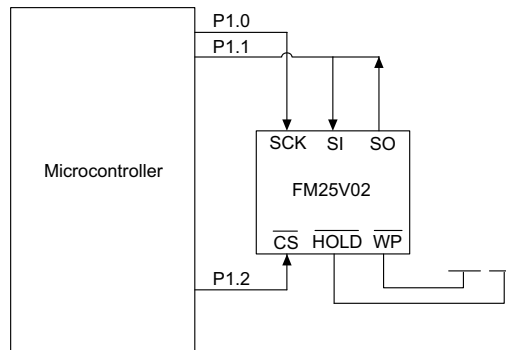 P1.0
P1.1
SCK SI SO
Microcontroller
FM25V02
CS HOLD WP
P1.2